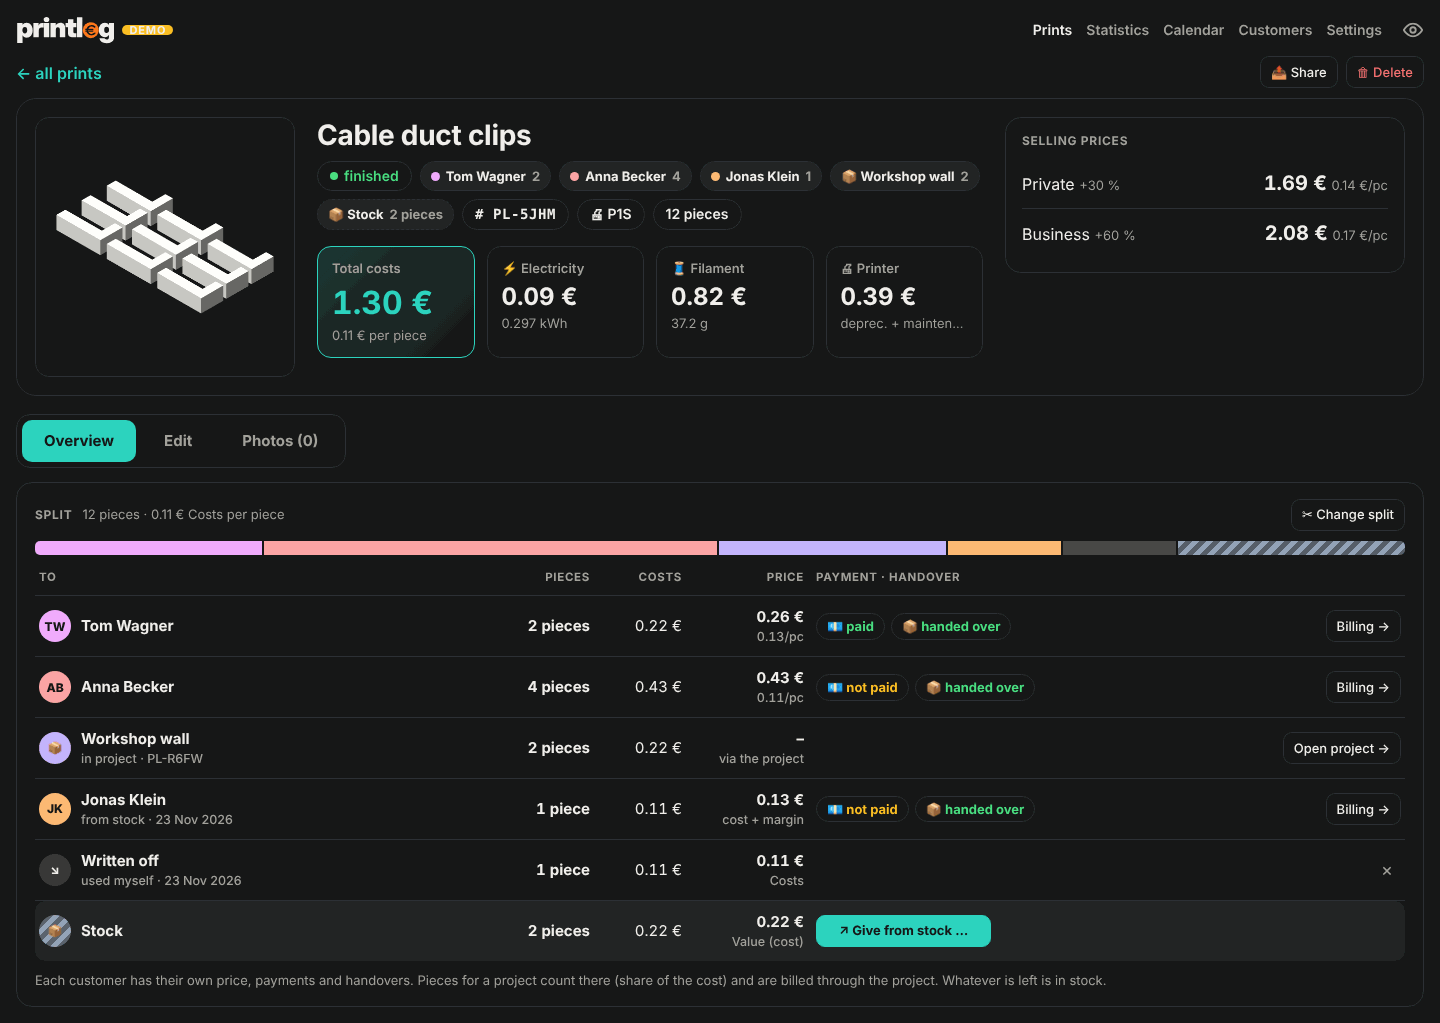 printlog DEMO
Prints Statistics Calendar Customers Settings
← all prints
📤 Share
🗑 Delete
Cable duct clips
finished
Tom Wagner 2
Anna Becker 4
Jonas Klein 1
📦 Workshop wall 2
📦 Stock 2 pieces
# PL-5JHM
🖨 P1S
12 pieces
Total costs
1.30 €
0.11 € per piece
⚡ Electricity
0.09 €
0.297 kWh
🧵 Filament
0.82 €
37.2 g
🖨 Printer
0.39 €
deprec. + mainten...
SELLING PRICES
Private +30 % 1.69 € 0.14 €/pc
Business +60 % 2.08 € 0.17 €/pc
Overview Edit Photos (0)
SPLIT 12 pieces · 0.11 € Costs per piece
✂ Change split
TO PIECES COSTS PRICE PAYMENT · HANDOVER
TW Tom Wagner 2 pieces 0.22 € 0.26 € 💶 paid 📦 handed over Billing →
0.13/pc
AB Anna Becker 4 pieces 0.43 € 0.43 € 💶 not paid 📦 handed over Billing →
0.11/pc
📦 Workshop wall 2 pieces 0.22 € – Open project →
in project · PL-R6FW via the project
JK Jonas Klein 1 piece 0.11 € 0.13 € 💶 not paid 📦 handed over Billing →
from stock · 23 Nov 2026 cost + margin
↘ Written off 1 piece 0.11 € 0.11 € ×
used myself · 23 Nov 2026 Costs
📦 Stock 2 pieces 0.22 € 0.22 € ↗ Give from stock ...
Value (cost)
Each customer has their own price, payments and handovers. Pieces for a project count there (share of the cost) and are billed through the project. Whatever is left is in stock.